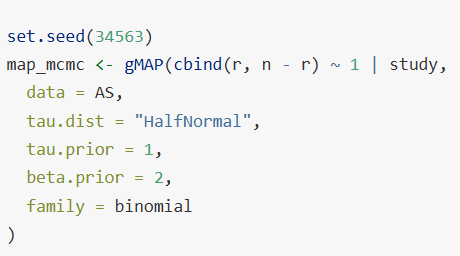 set.seed(34563)
map_mcmc <- gMAP(cbind(r, n - r) ~ 1 | study,
  data = AS,
  tau.dist = "HalfNormal",
  tau.prior = 1,
  beta.prior = 2,
  family = binomial
)